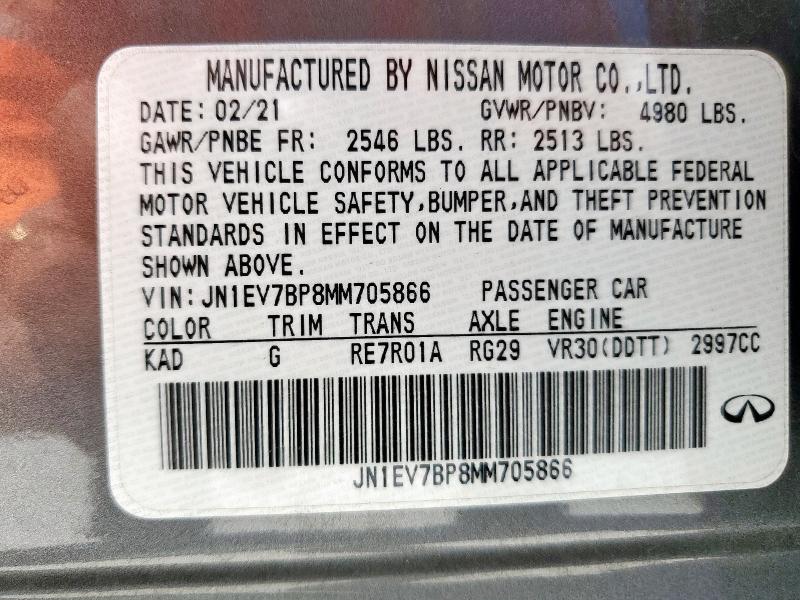 MANUFACTURED BY NISSAN MOTOR CO.,LTD.
DATE: 02/21 GVWR/PNBV: 4980 LBS.
GAWR/PNBE FR: 2546 LBS. RR: 2513 LBS.
THIS VEHICLE CONFORMS TO ALL APPLICABLE FEDERAL
MOTOR VEHICLE SAFETY,BUMPER,AND THEFT PREVENTION
STANDARDS IN EFFECT ON THE DATE OF MANUFACTURE
SHOWN ABOVE.
VIN: JN1EV7BP8MM705866 PASSENGER CAR
COLOR TRIM TRANS AXLE ENGINE
KAD G RE7R01A RG29 VR30(DDTT) 2997CC
JN1EV7BP8MM705866